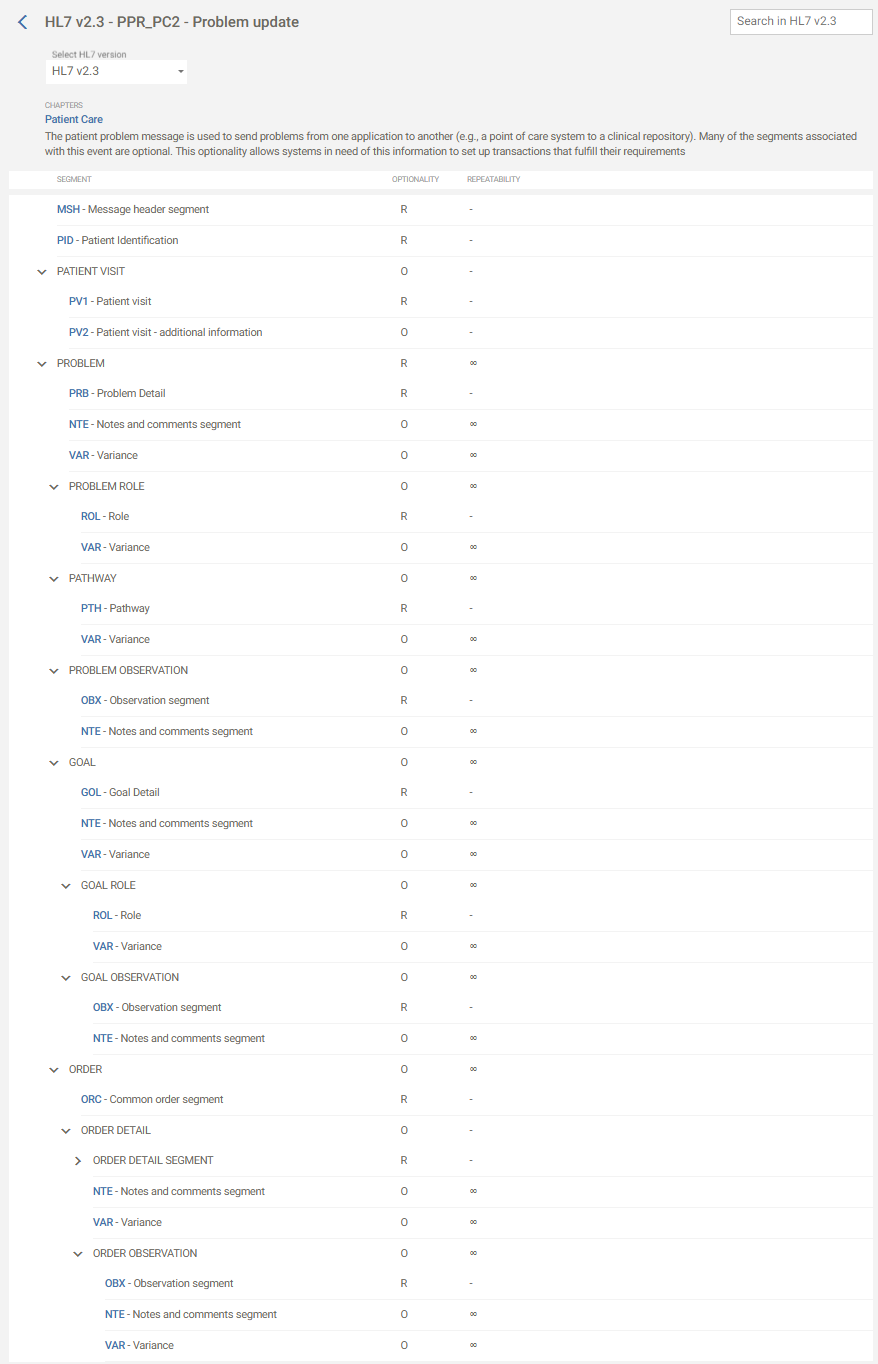 HL7 v2.3 - PPR_PC2 - Problem update
Search in HL7 v2.3
Select HL7 version
HL7 v2.3
CHAPTERS
Patient Care
The patient problem message is used to send problems from one application to another (e.g., a point of care system to a clinical repository). Many of the segments associated
with this event are optional. This optionality allows systems in need of this information to set up transactions that fulfill their requirements
SEGMENT OPTIONALITY REPEATABILITY
MSH - Message header segment R -
PID - Patient Identification R -
PATIENT VISIT O -
PV1 - Patient visit R -
PV2 - Patient visit - additional information O -
PROBLEM R ∞
PRB - Problem Detail R -
NTE - Notes and comments segment O ∞
VAR - Variance O ∞
PROBLEM ROLE O ∞
ROL - Role R -
VAR - Variance O ∞
PATHWAY O ∞
PTH - Pathway R -
VAR - Variance O ∞
PROBLEM OBSERVATION O ∞
OBX - Observation segment R -
NTE - Notes and comments segment O ∞
GOAL O ∞
GOL - Goal Detail R -
NTE - Notes and comments segment O ∞
VAR - Variance O ∞
GOAL ROLE O ∞
ROL - Role R -
VAR - Variance O ∞
GOAL OBSERVATION O ∞
OBX - Observation segment R -
NTE - Notes and comments segment O ∞
ORDER O ∞
ORC - Common order segment R -
ORDER DETAIL O -
ORDER DETAIL SEGMENT R -
NTE - Notes and comments segment O ∞
VAR - Variance O ∞
ORDER OBSERVATION O ∞
OBX - Observation segment R -
NTE - Notes and comments segment O ∞
VAR - Variance O ∞